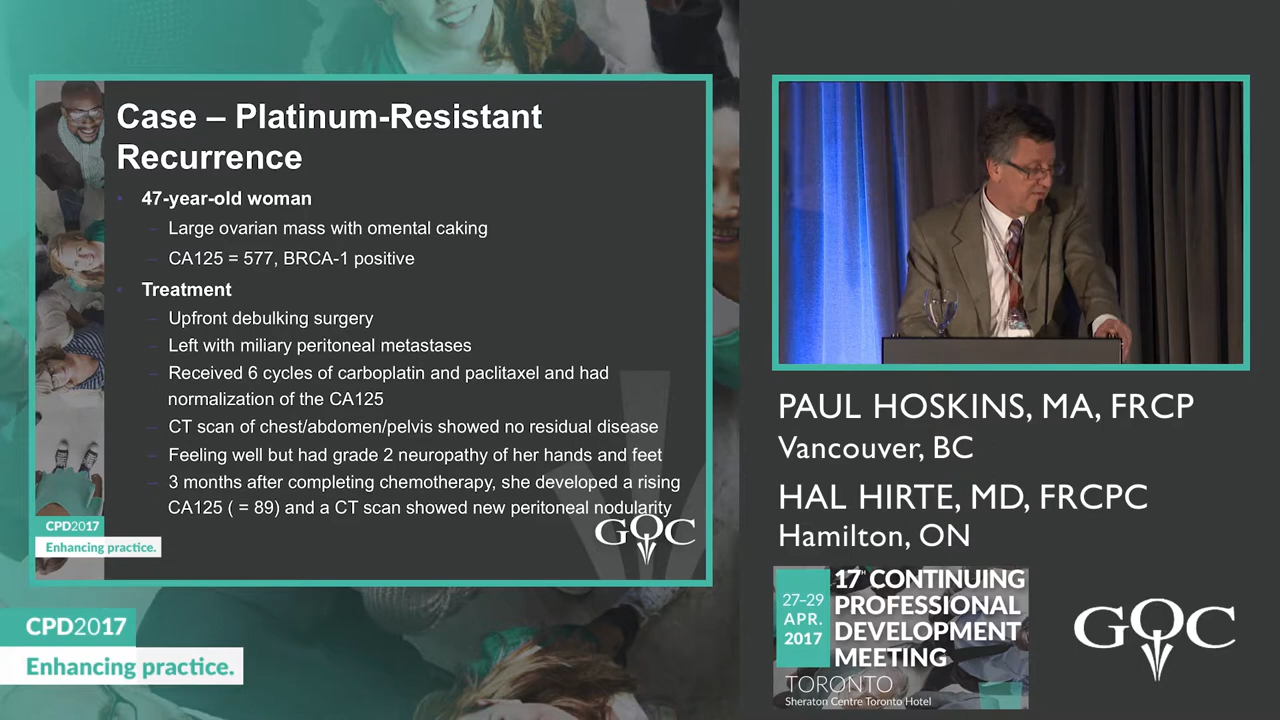 Case – Platinum-Resistant
Recurrence
47-year-old woman
– Large ovarian mass with omental caking
– CA125 = 577, BRCA-1 positive
Treatment
– Upfront debulking surgery
– Left with miliary peritoneal metastases
– Received 6 cycles of carboplatin and paclitaxel and had
normalization of the CA125
– CT scan of chest/abdomen/pelvis showed no residual disease
– Feeling well but had grade 2 neuropathy of her hands and feet
– 3 months after completing chemotherapy, she developed a rising
CA125 ( = 89) and a CT scan showed new peritoneal nodularity
CPD2017
Enhancing practice.
GOC
CPD2017
Enhancing practice.
PAUL HOSKINS, MA, FRCP
Vancouver, BC
HAL HIRTE, MD, FRCPC
Hamilton, ON
27–29
APR.
2017
17th CONTINUING
PROFESSIONAL
DEVELOPMENT
MEETING
TORONTO
Sheraton Centre Toronto Hotel
GOC